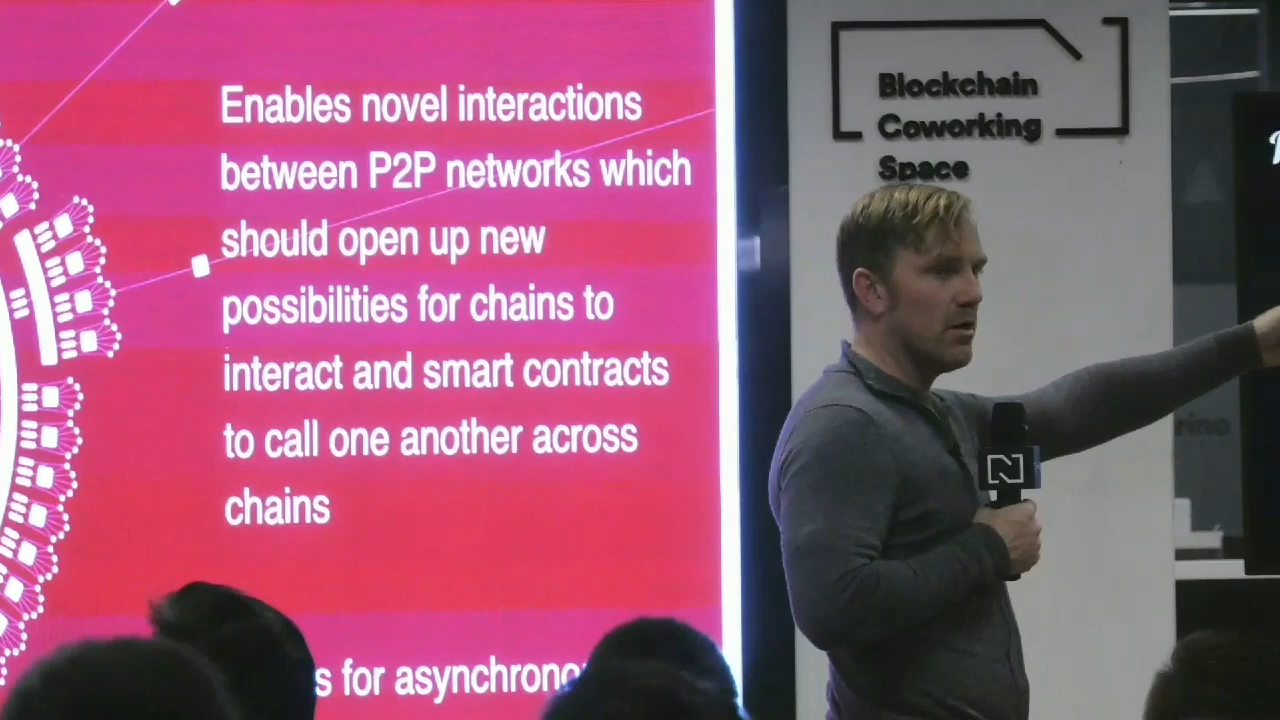 Enables novel interactions
between P2P networks which
should open up new
possibilities for chains to
interact and smart contracts
to call one another across
chains
for asynchrono
Blockchain
Coworking
Space
N